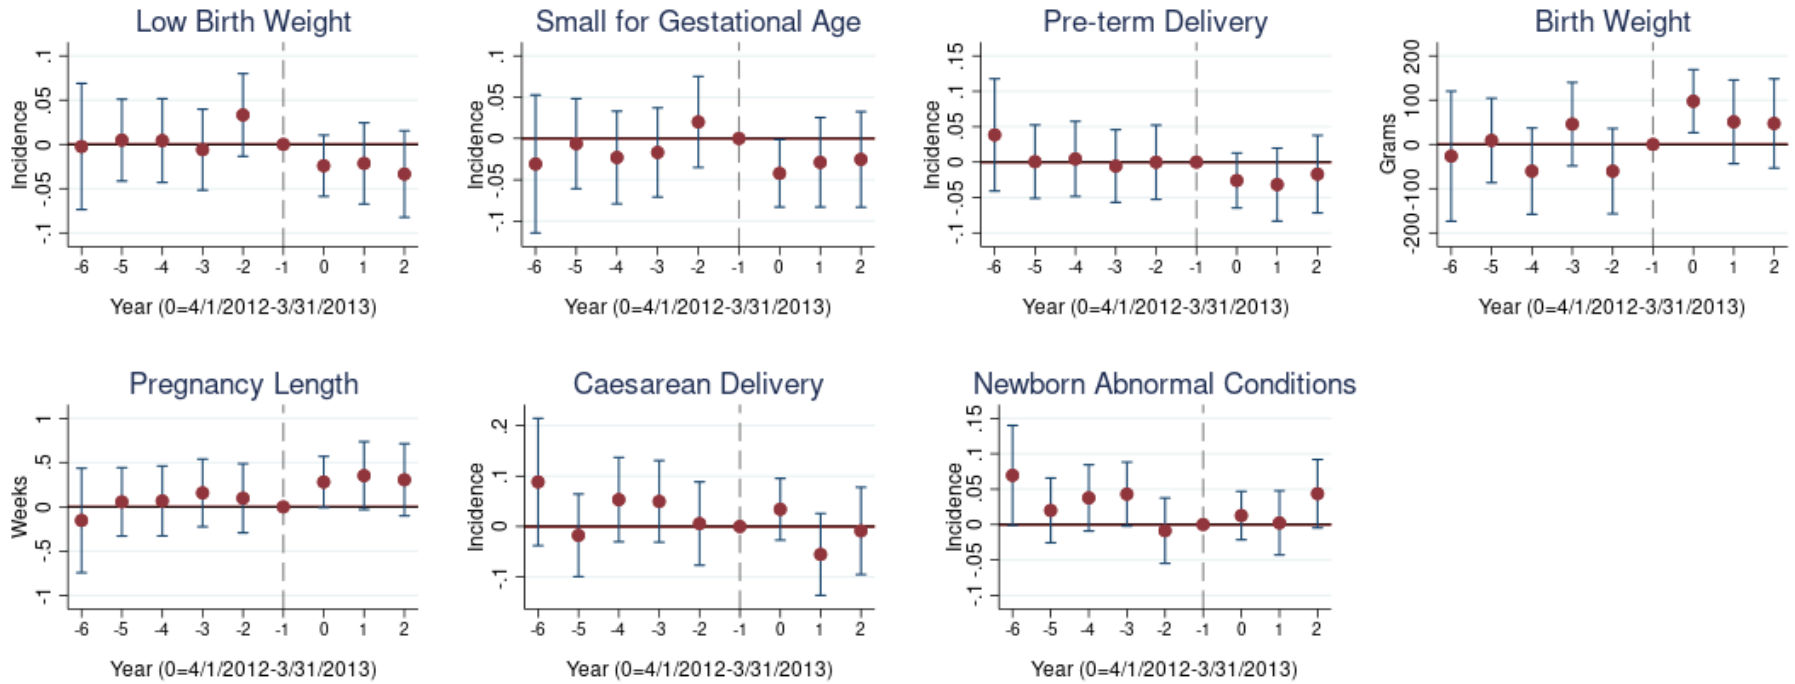 Low Birth Weight
Incidence
.1
.05
0
-.05
-.1
-6 -5 -4 -3 -2 -1 0 1 2
Year (0=4/1/2012-3/31/2013)
Small for Gestational Age
Incidence
.1
.05
0
-.05
-.1
-6 -5 -4 -3 -2 -1 0 1 2
Year (0=4/1/2012-3/31/2013)
Pre-term Delivery
Incidence
.15
.1
.05
0
-.05
-.1
-6 -5 -4 -3 -2 -1 0 1 2
Year (0=4/1/2012-3/31/2013)
Birth Weight
Grams
200
100
0
-100
-200
-6 -5 -4 -3 -2 -1 0 1 2
Year (0=4/1/2012-3/31/2013)
Pregnancy Length
Weeks
1
.5
0
-.5
-1
-6 -5 -4 -3 -2 -1 0 1 2
Year (0=4/1/2012-3/31/2013)
Caesarean Delivery
Incidence
.2
.1
0
-.1
-6 -5 -4 -3 -2 -1 0 1 2
Year (0=4/1/2012-3/31/2013)
Newborn Abnormal Conditions
Incidence
.15
.1
.05
0
-.05
-.1
-6 -5 -4 -3 -2 -1 0 1 2
Year (0=4/1/2012-3/31/2013)